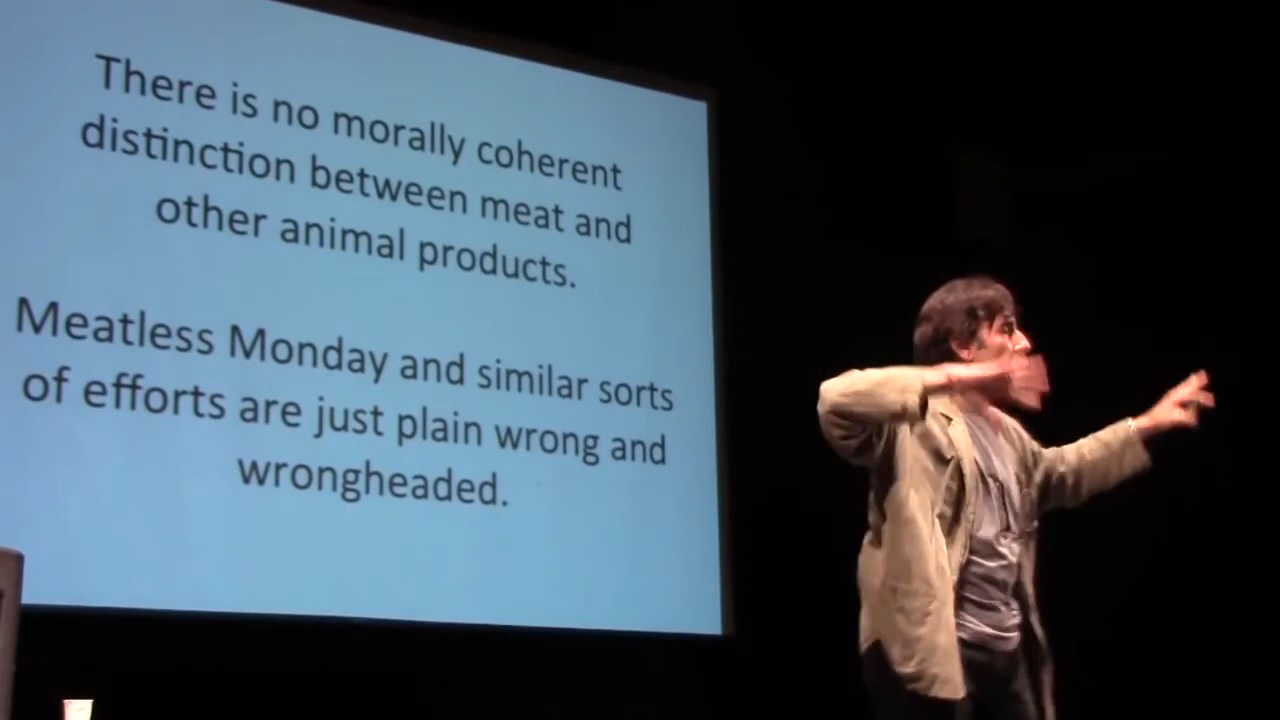 There is no morally coherent
distinction between meat and
other animal products.
Meatless Monday and similar sorts
of efforts are just plain wrong and
wrongheaded.